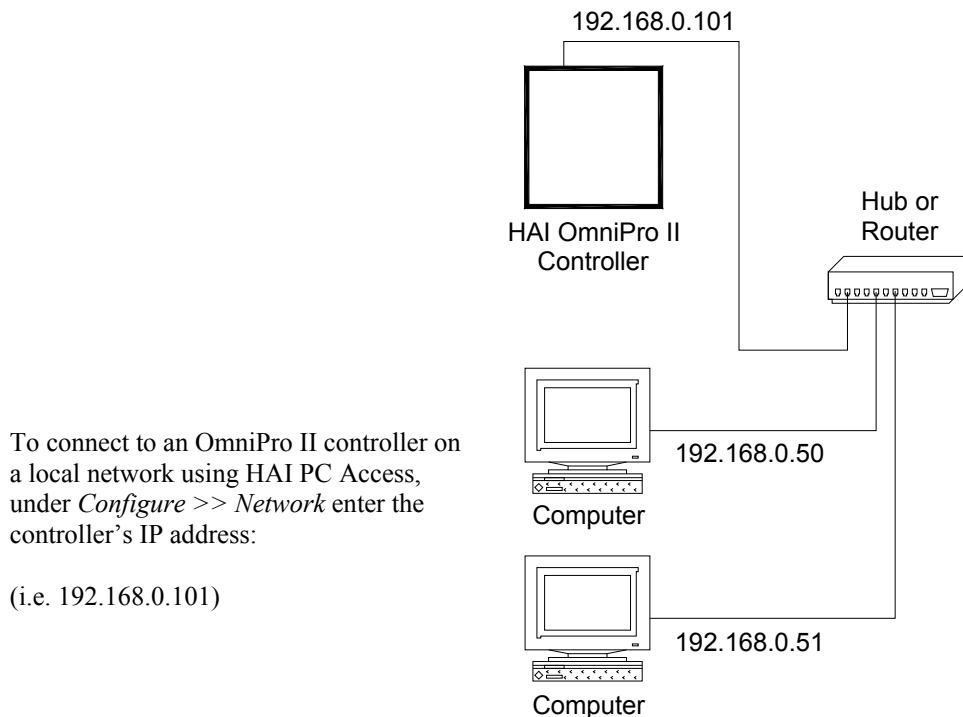 192.168.0.101
HAI OmniPro II
Controller
Hub or
Router
192.168.0.50
Computer
To connect to an OmniPro II controller on
a local network using HAI PC Access,
under Configure >> Network enter the
controller’s IP address:
(i.e. 192.168.0.101)
192.168.0.51
Computer